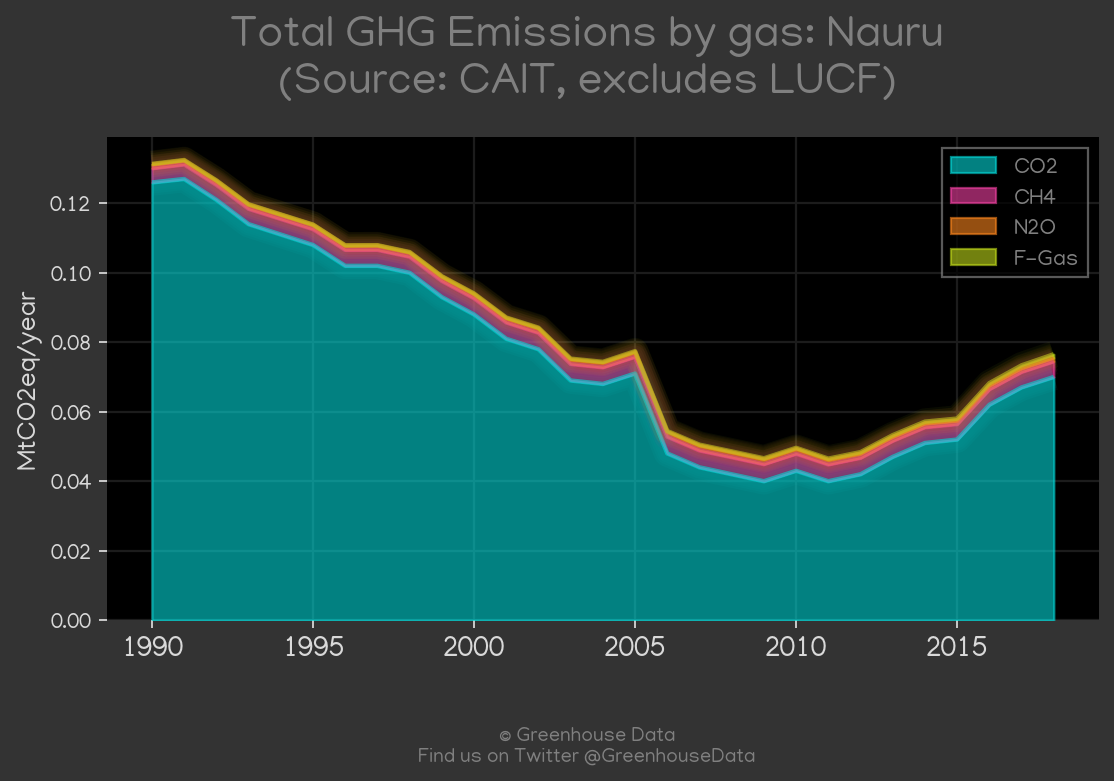 Total GHG Emissions by gas: Nauru
(Source: CAIT, excludes LUCF)
CO2
CH4
N2O
F-Gas
MtCO2eq/year
0.12
0.10
0.08
0.06
0.04
0.02
0.00
1990 1995 2000 2005 2010 2015
© Greenhouse Data
Find us on Twitter @GreenhouseData